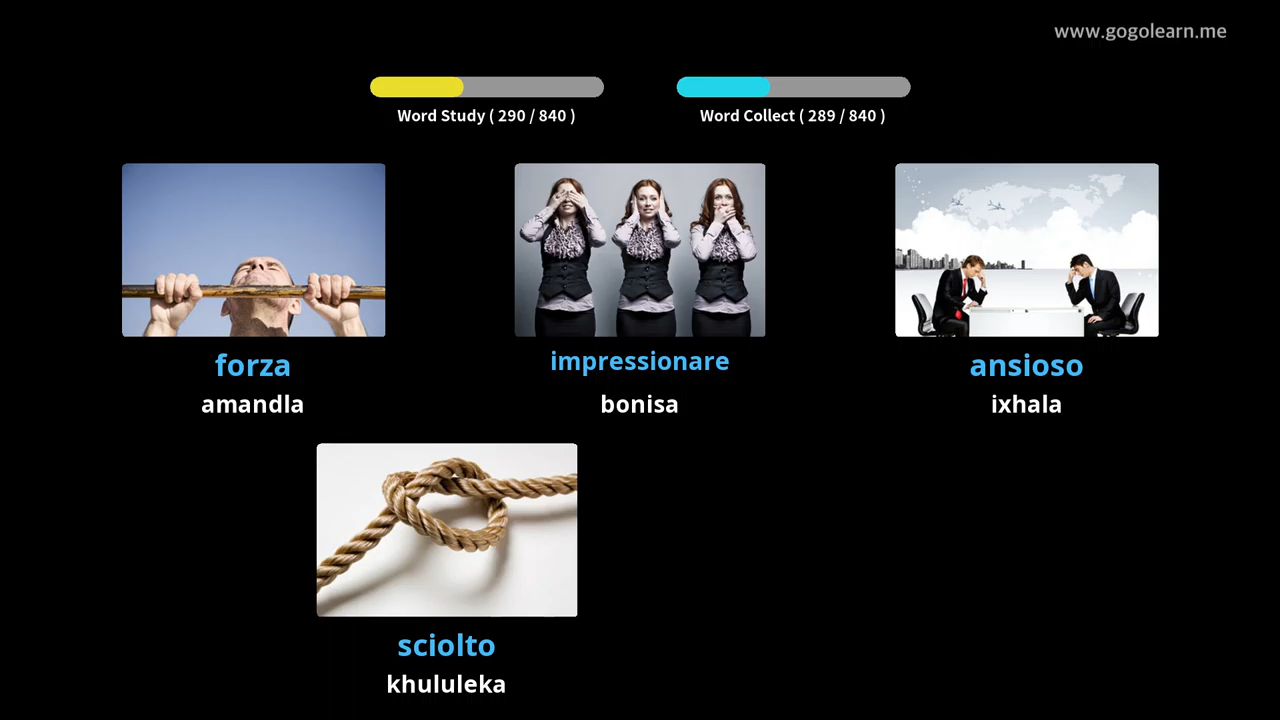 www.gogolearn.me
Word Study ( 290 / 840 )
Word Collect ( 289 / 840 )
forza
amandla
impressionare
bonisa
ansioso
ixhala
sciolto
khululeka